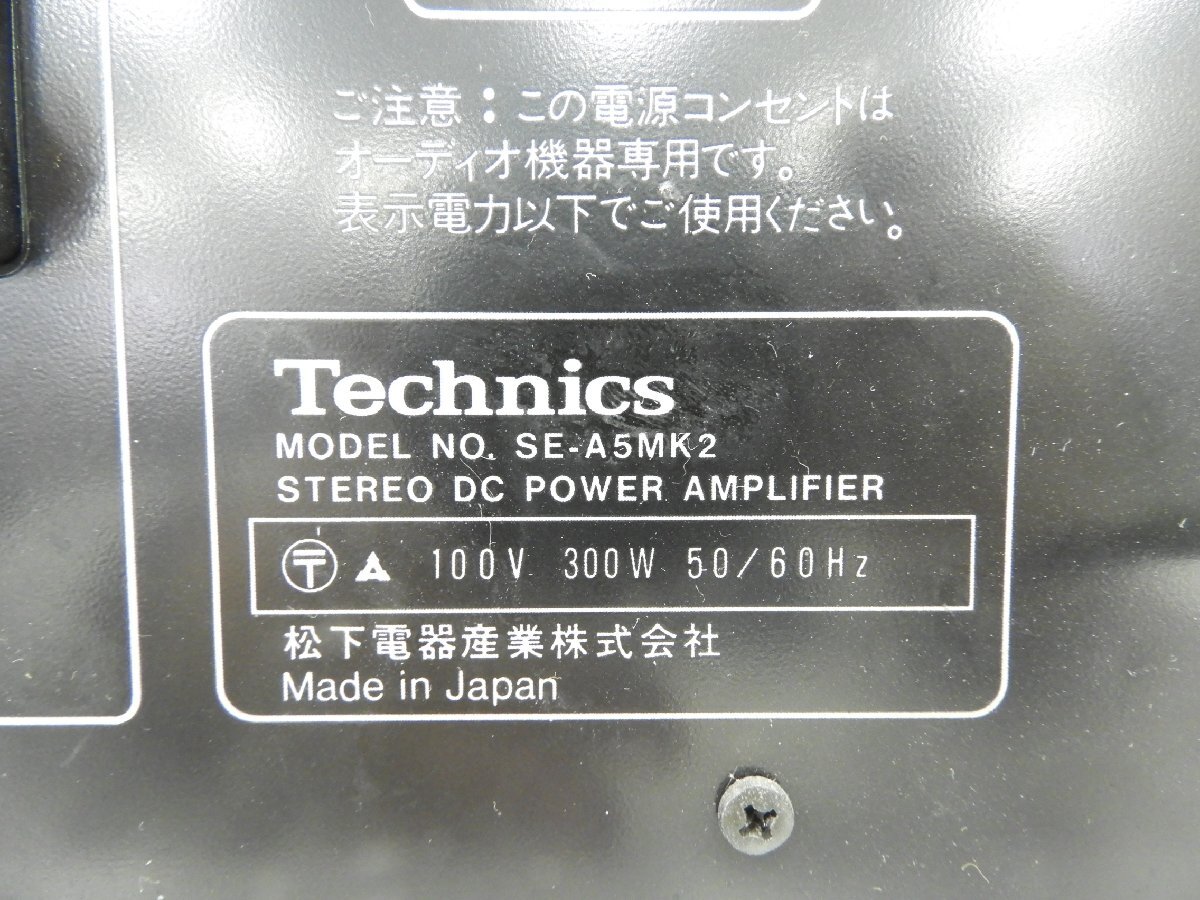 ご注意：この電源コンセントは
オーディオ機器専用です。
表示電力以下でご使用ください。
Technics
MODEL NO. SE-A5MK2
STEREO DC POWER AMPLIFIER
〒 100V 300W 50/60Hz
松下電器産業株式会社
Made in Japan